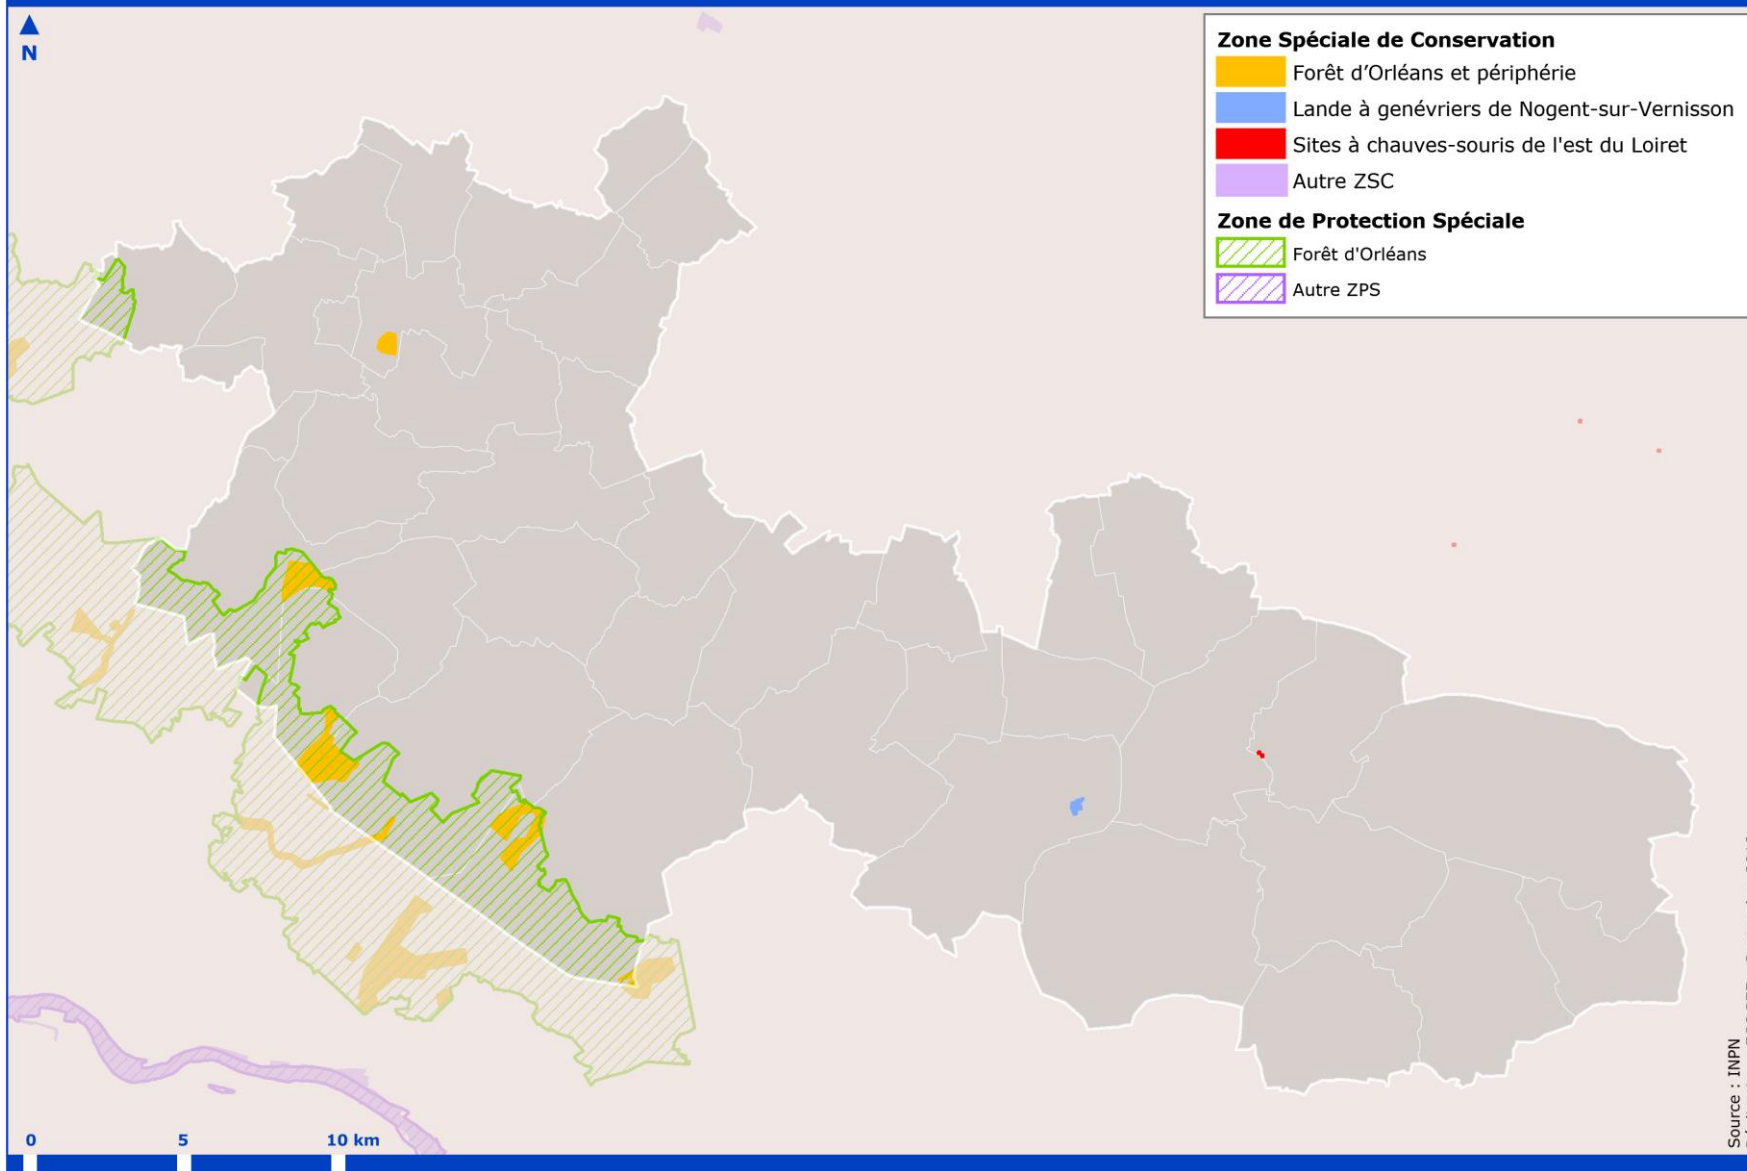 N
Zone Spéciale de Conservation
Forêt d’Orléans et périphérie
Lande à genévriers de Nogent-sur-Vernisson
Sites à chauves-souris de l'est du Loiret
Autre ZSC
Zone de Protection Spéciale
Forêt d'Orléans
Autre ZPS
0 5 10 km
Source : INPN